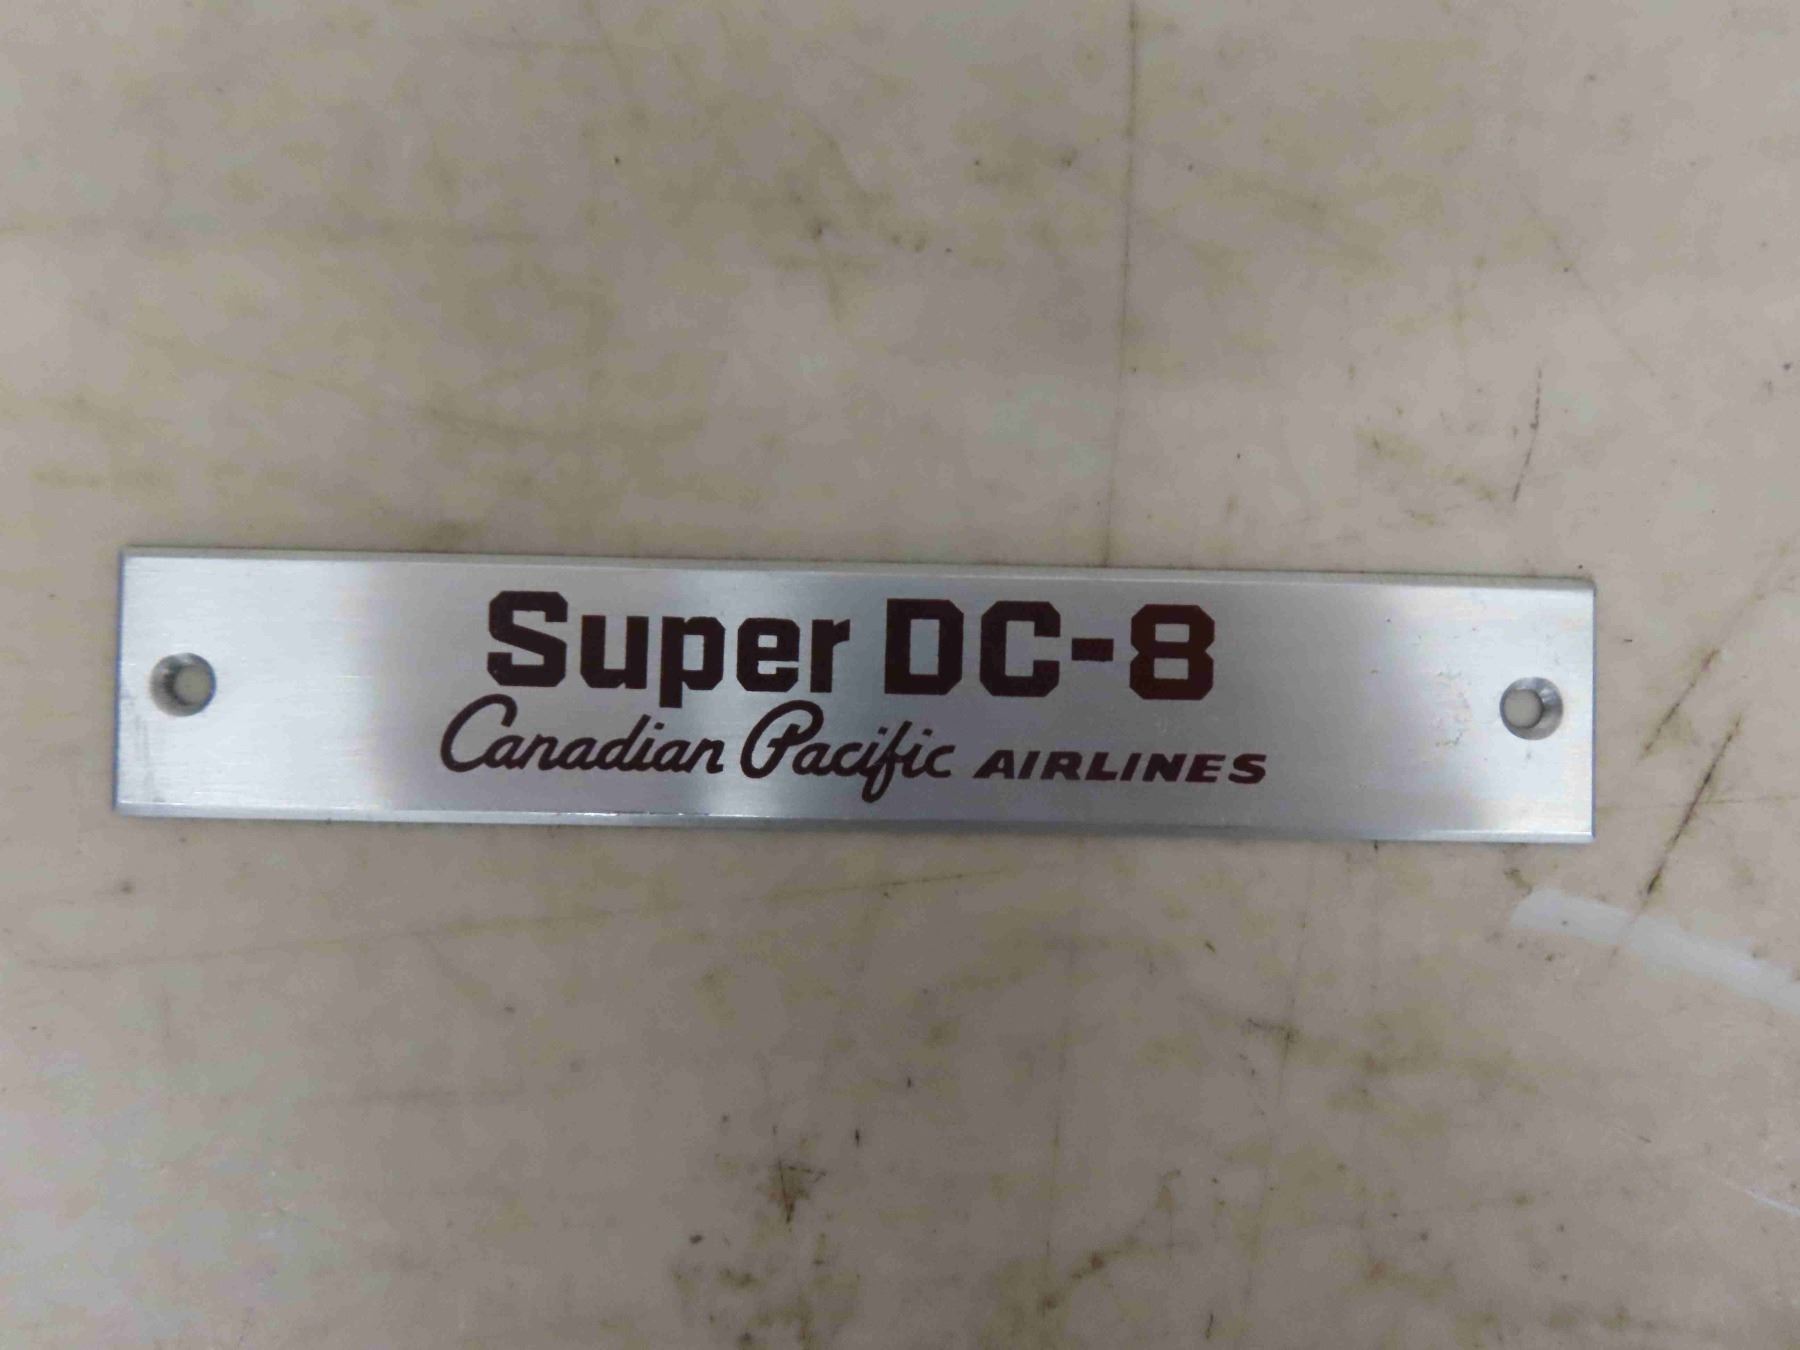 Super DC-8
Canadian Pacific AIRLINES